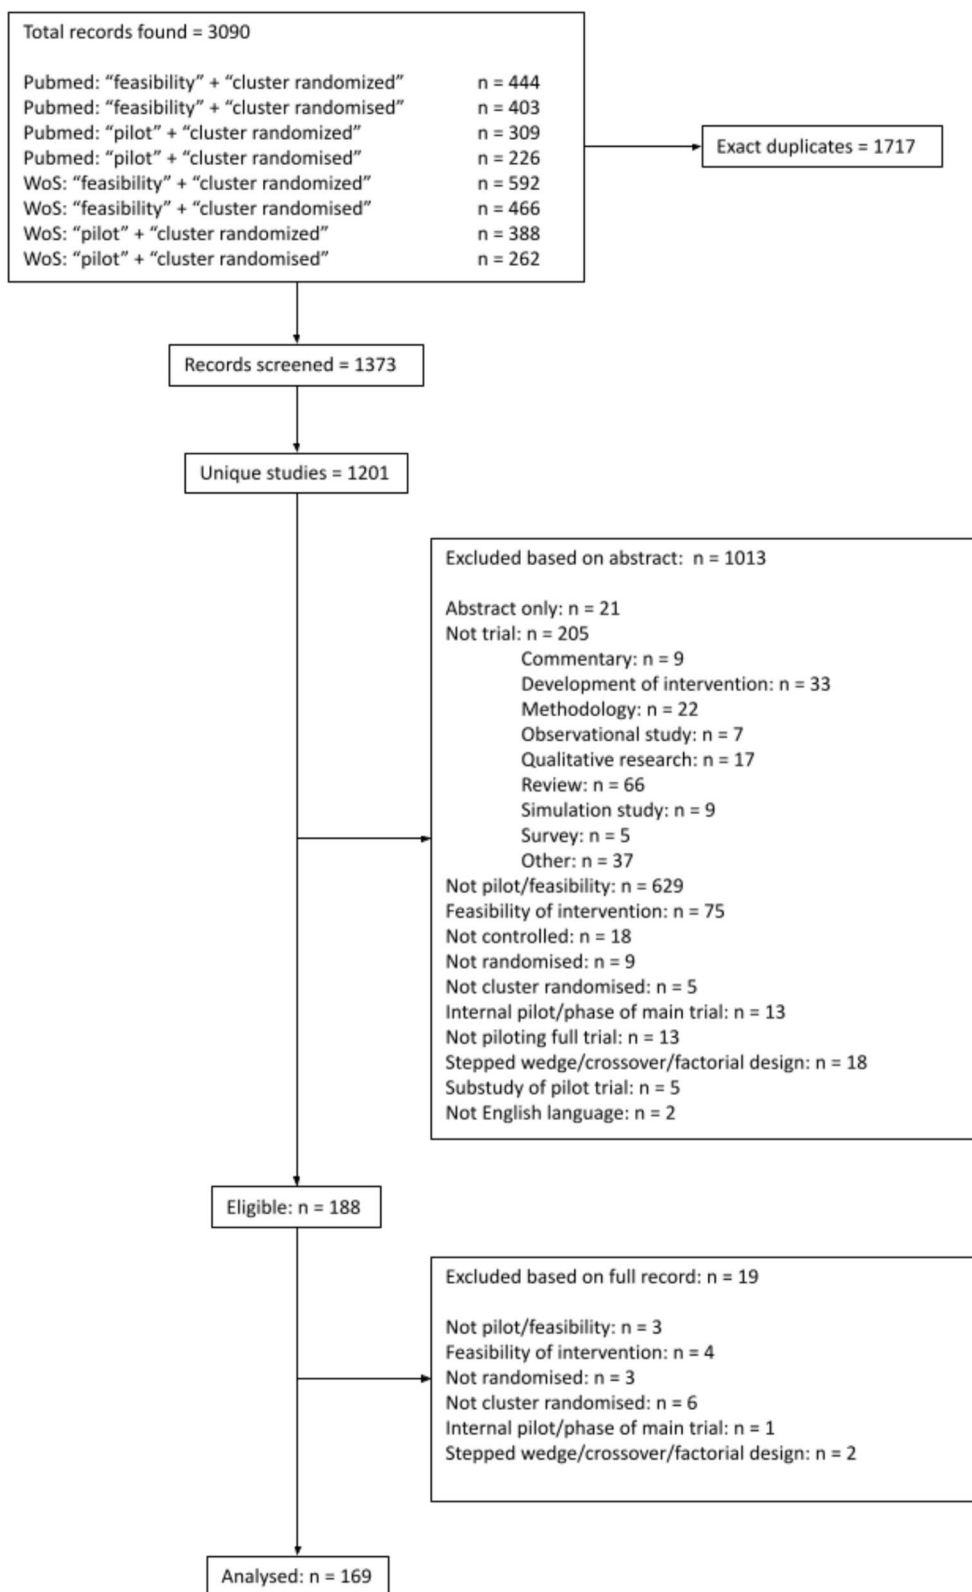 Total records found = 3090
Pubmed: “feasibility” + “cluster randomized” n = 444
Pubmed: “feasibility” + “cluster randomised” n = 403
Pubmed: “pilot” + “cluster randomized” n = 309
Pubmed: “pilot” + “cluster randomised” n = 226
WoS: “feasibility” + “cluster randomized” n = 592
WoS: “feasibility” + “cluster randomised” n = 466
WoS: “pilot” + “cluster randomized” n = 388
WoS: “pilot” + “cluster randomised” n = 262
Exact duplicates = 1717
Records screened = 1373
Unique studies = 1201
Excluded based on abstract: n = 1013
Abstract only: n = 21
Not trial: n = 205
Commentary: n = 9
Development of intervention: n = 33
Methodology: n = 22
Observational study: n = 7
Qualitative research: n = 17
Review: n = 66
Simulation study: n = 9
Survey: n = 5
Other: n = 37
Not pilot/feasibility: n = 629
Feasibility of intervention: n = 75
Not controlled: n = 18
Not randomised: n = 9
Not cluster randomised: n = 5
Internal pilot/phase of main trial: n = 13
Not piloting full trial: n = 13
Stepped wedge/crossover/factorial design: n = 18
Substudy of pilot trial: n = 5
Not English language: n = 2
Eligible: n = 188
Excluded based on full record: n = 19
Not pilot/feasibility: n = 3
Feasibility of intervention: n = 4
Not randomised: n = 3
Not cluster randomised: n = 6
Internal pilot/phase of main trial: n = 1
Stepped wedge/crossover/factorial design: n = 2
Analysed: n = 169